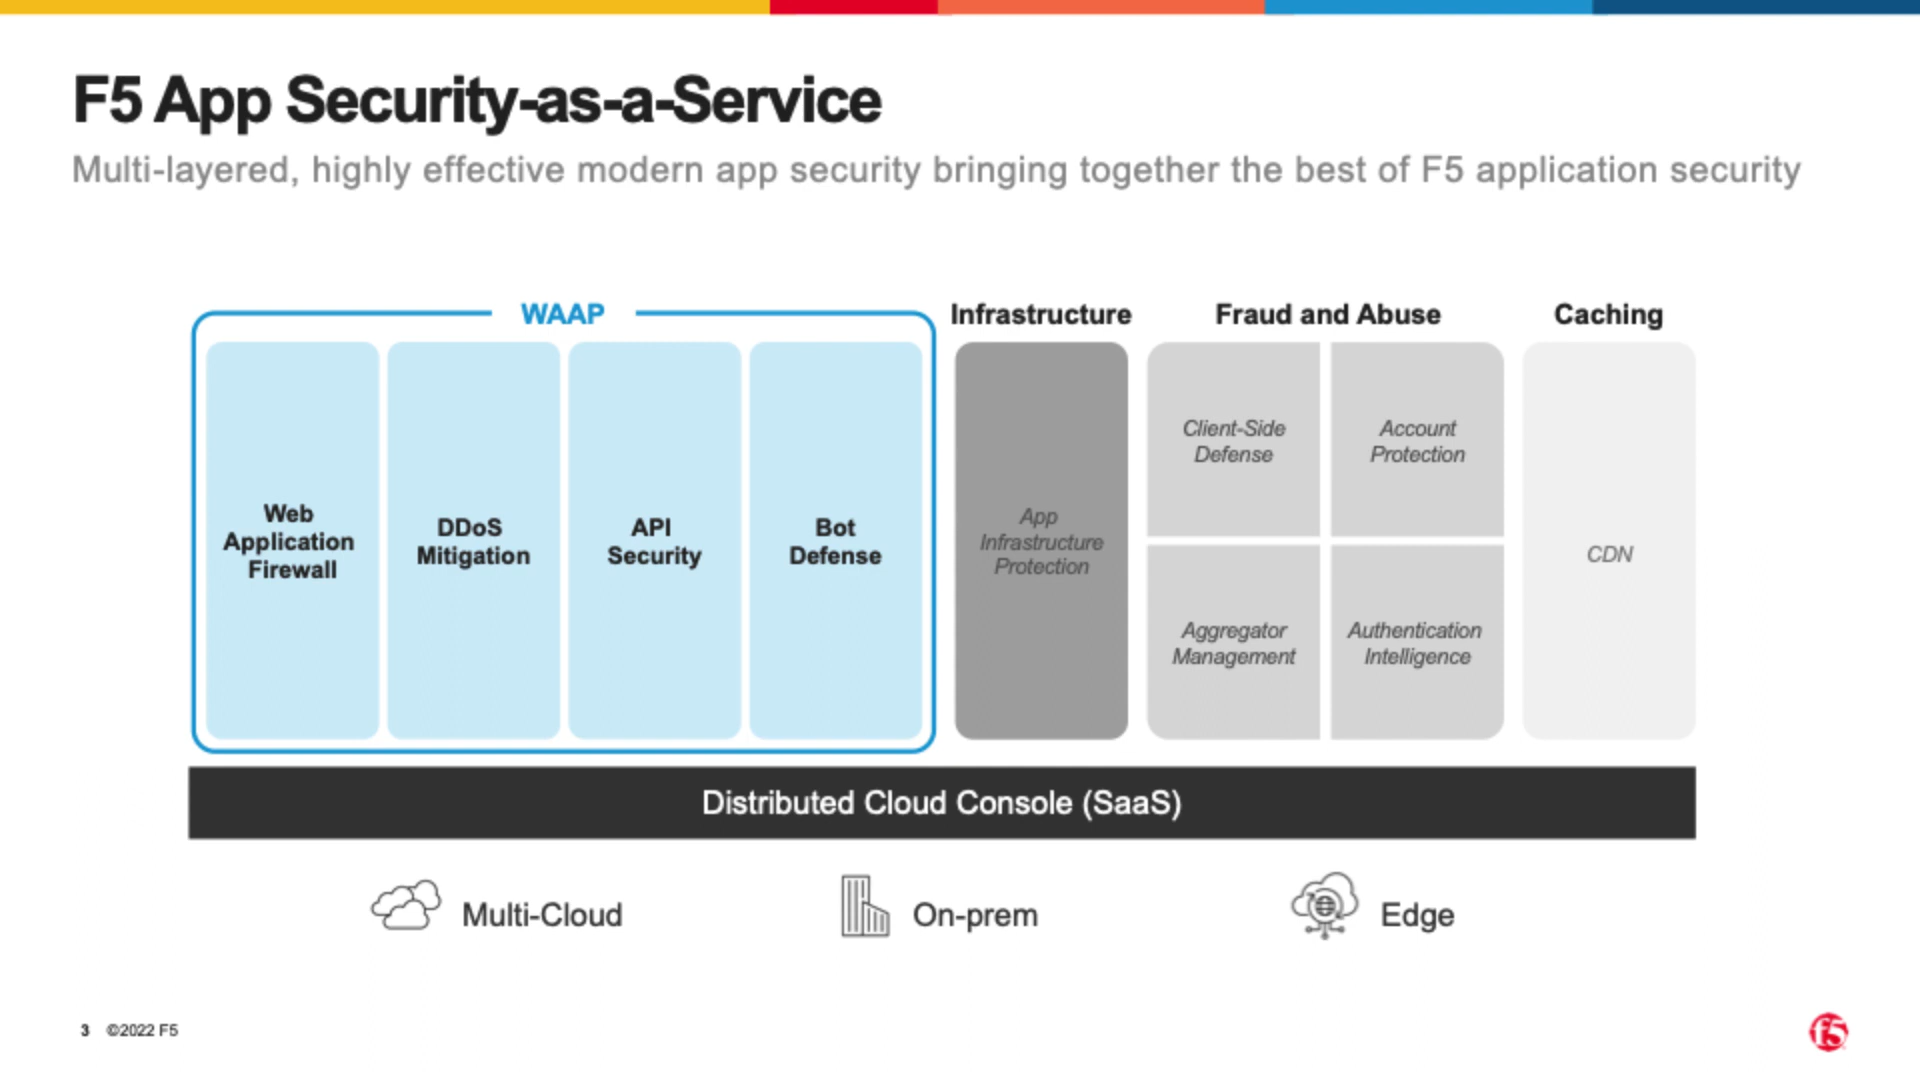 F5 App Security-as-a-Service
Multi-layered, highly effective modern app security bringing together the best of F5 application security
WAAP
Infrastructure
Fraud and Abuse
Caching
Web
Application
Firewall
DDoS
Mitigation
API
Security
Bot
Defense
App
Infrastructure
Protection
Client-Side
Defense
Account
Protection
Aggregator
Management
Authentication
Intelligence
CDN
Distributed Cloud Console (SaaS)
Multi-Cloud
On-prem
Edge
3 ©2022 F5
f5